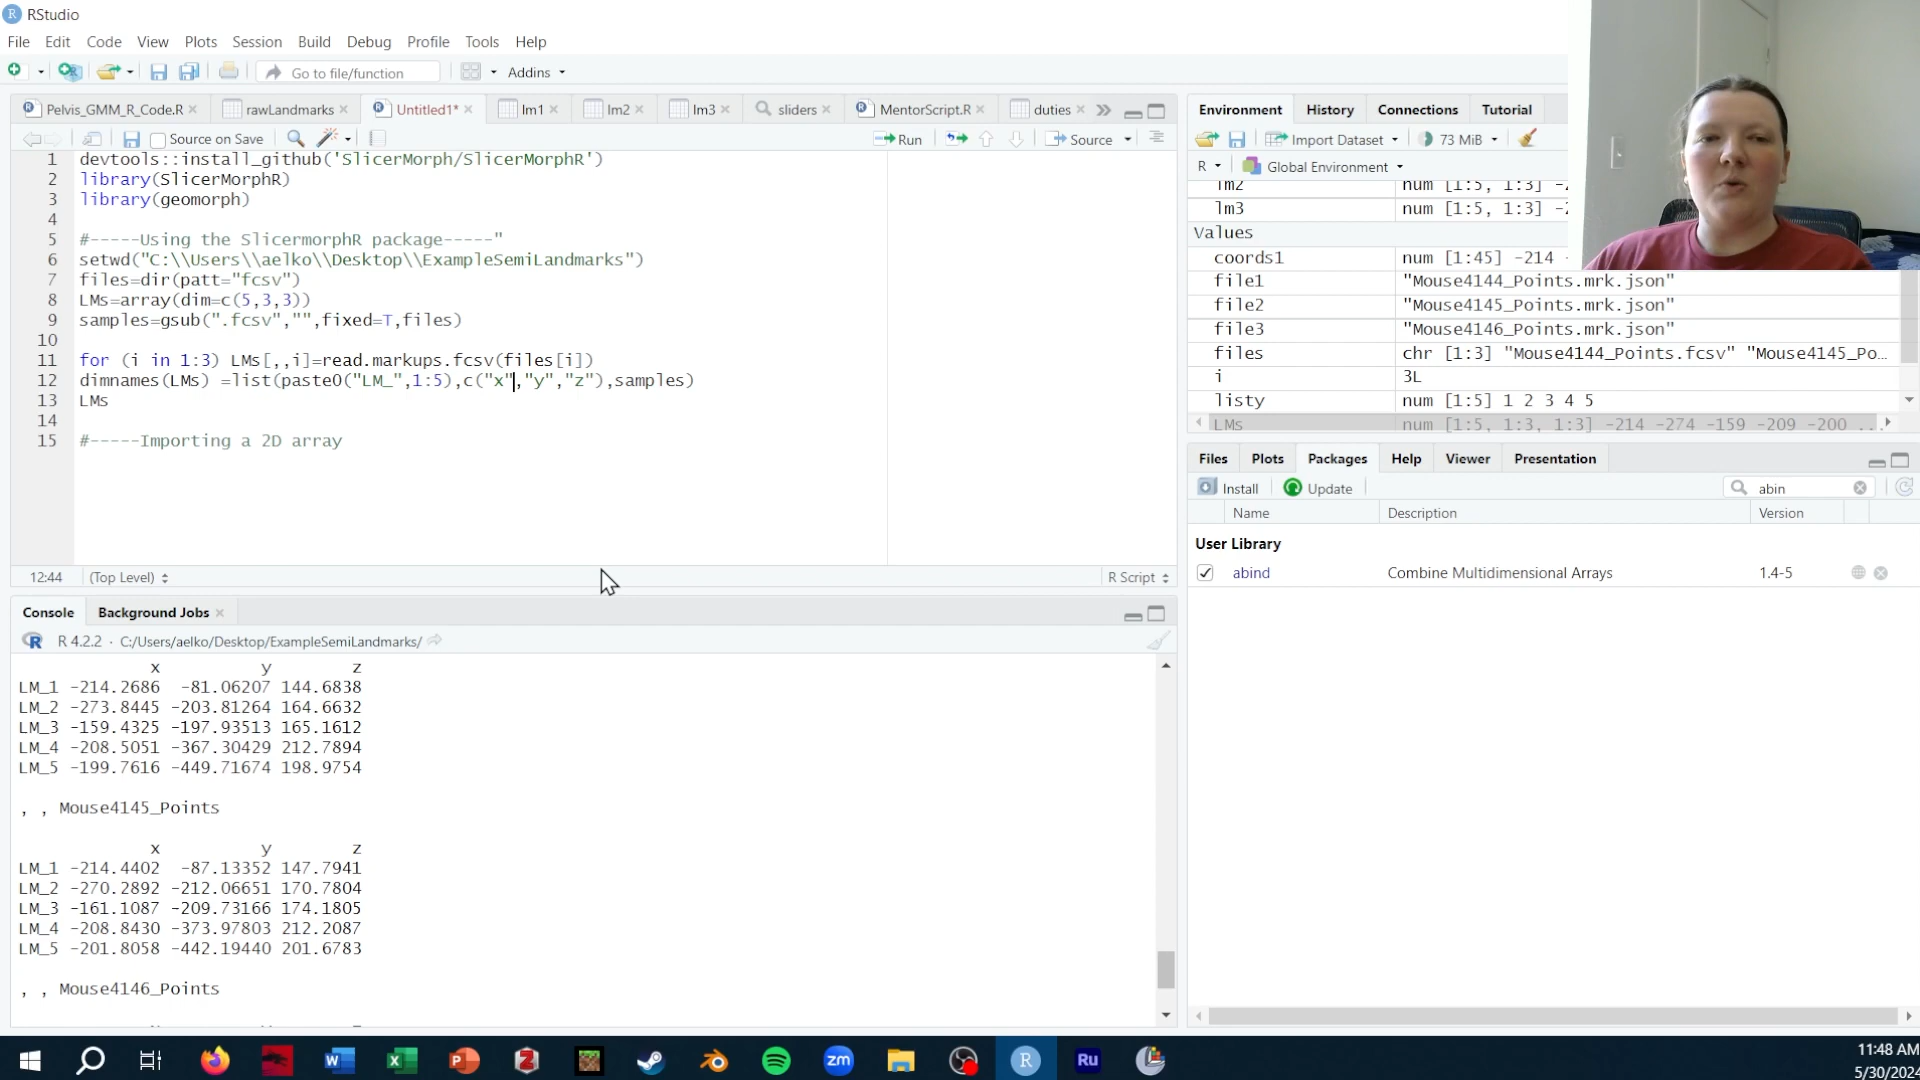 RStudio
File Edit Code View Plots Session Build Debug Profile Tools Help
Go to file/function Addins
Pelvis_GMM_R_Code.R rawLandmarks Untitled1* lm1 lm2 lm3 sliders MentorScript.R duties
Source on Save Run Source
1 devtools::install_github('SlicerMorph/SlicerMorphR')
2 library(SlicerMorphR)
3 library(geomorph)
4
5 #-----Using the SlicermorphR package-----"
6 setwd("C:\\Users\\aelko\\Desktop\\ExampleSemiLandmarks")
7 files=dir(patt="fcsv")
8 LMs=array(dim=c(5,3,3))
9 samples=gsub(".fcsv","",fixed=T,files)
10
11 for (i in 1:3) LMs[,,i]=read.markups.fcsv(files[i])
12 dimnames(LMs) =list(paste0("LM_",1:5),c("x","y","z"),samples)
13 LMs
14
15 #-----Importing a 2D array
12:44 (Top Level) R Script
Console Background Jobs
R 4.2.2 · C:/Users/aelko/Desktop/ExampleSemiLandmarks/
x y z
LM_1 -214.2686 -81.06207 144.6838
LM_2 -273.8445 -203.81264 164.6632
LM_3 -159.4325 -197.93513 165.1612
LM_4 -208.5051 -367.30429 212.7894
LM_5 -199.7616 -449.71674 198.9754
, , Mouse4145_Points
x y z
LM_1 -214.4402 -87.13352 147.7941
LM_2 -270.2892 -212.06651 170.7804
LM_3 -161.1087 -209.73166 174.1805
LM_4 -208.8430 -373.97803 212.2087
LM_5 -201.8058 -442.19440 201.6783
, , Mouse4146_Points
Environment History Connections Tutorial
Import Dataset 73 MiB
R Global Environment
lm2 num [1:5, 1:3] -2
lm3 num [1:5, 1:3] -2
Values
coords1 num [1:45] -214 -
file1 "Mouse4144_Points.mrk.json"
file2 "Mouse4145_Points.mrk.json"
file3 "Mouse4146_Points.mrk.json"
files chr [1:3] "Mouse4144_Points.fcsv" "Mouse4145_Po...
i 3L
listy num [1:5] 1 2 3 4 5
LMs num [1:5, 1:3, 1:3] -214 -274 -159 -209 -200 ...
Files Plots Packages Help Viewer Presentation
Install Update abin
Name Description Version
User Library
abind Combine Multidimensional Arrays 1.4-5
11:48 AM
5/30/2024